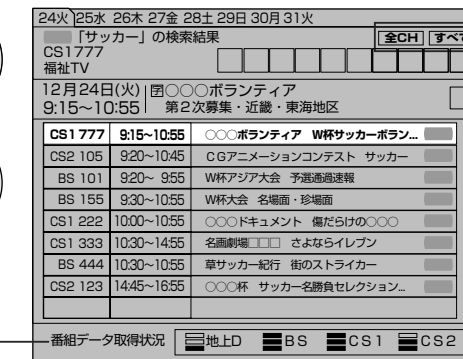 24火 25水 26木 27金 28土 29日 30月 31火
「サッカー」の検索結果 全CH すべて
CS1777
福祉TV
12月24日(火) 字○○○ボランティア
9:15~10:55 第2次募集・近畿・東海地区
CS1 777 9:15~10:55 ○○○ボランティア W杯サッカーボラン...
CS2 105 9:20~10:45 CGアニメーションコンテスト サッカー
BS 101 9:20~ 9:55 W杯アジア大会 予選通過速報
BS 155 9:30~10:55 W杯大会 名場面・珍場面
CS1 222 10:00~10:55 ○○○ドキュメント 傷だらけの○○○
CS1 333 10:30~14:55 名画劇場□□□ さよならイレブン
BS 444 10:30~10:55 草サッカー紀行 街のストライカー
CS2 123 14:45~16:55 ○○○杯 サッカー名勝負セレクション...
番組データ取得状況 地上D BS CS1 CS2